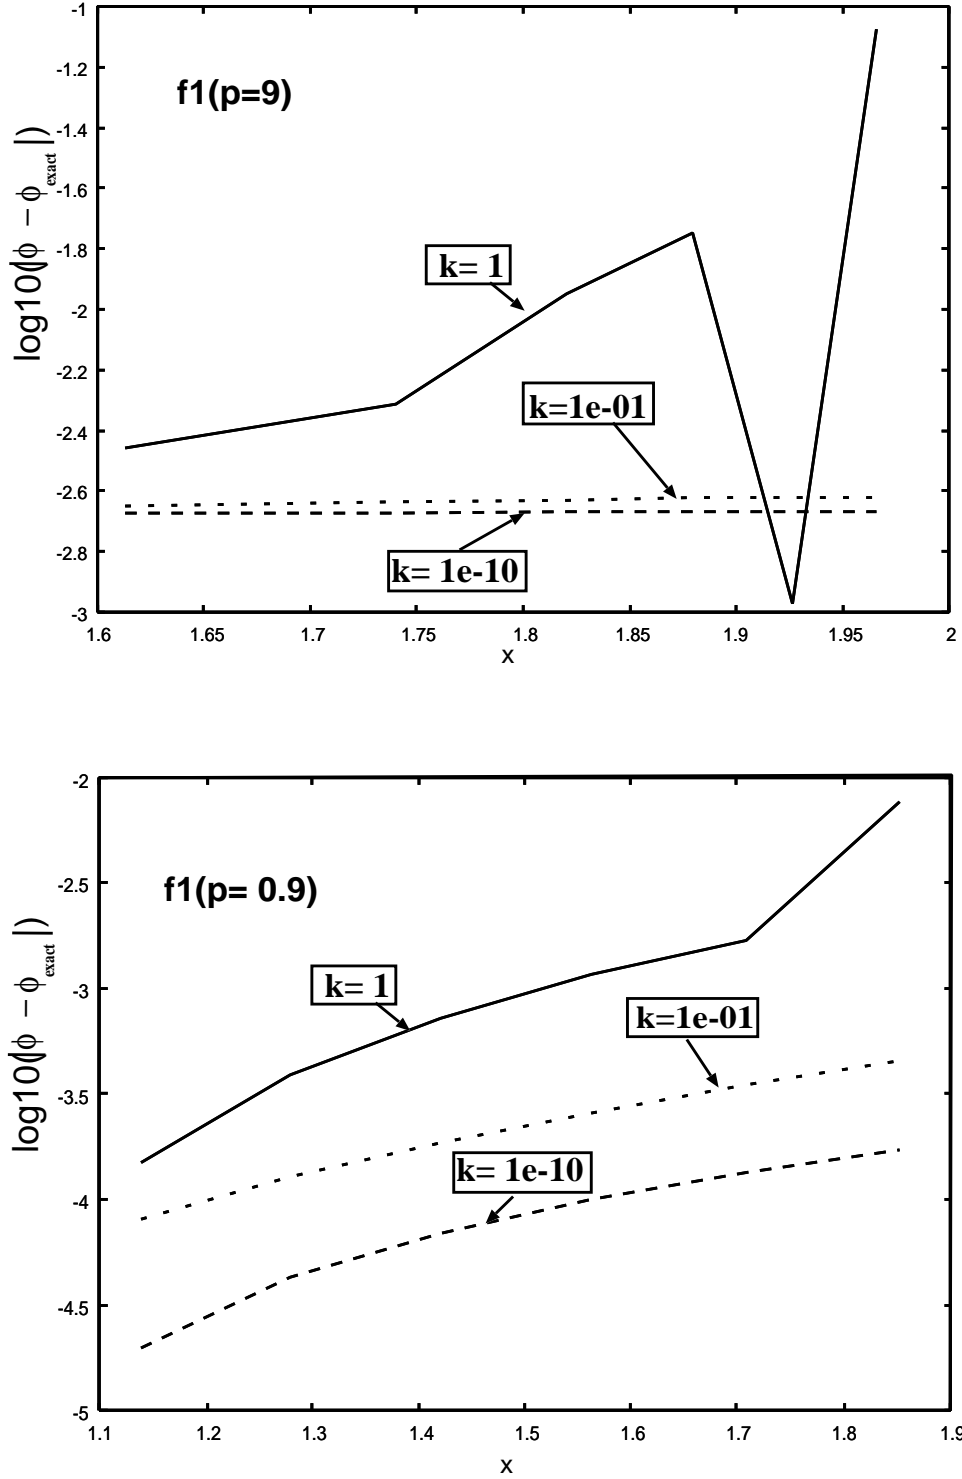 -1
-1.2
-1.4
-1.6
-1.8
-2
-2.2
-2.4
-2.6
-2.8
-3
log10(|ϕ − ϕexact|)
f1(p=9)
k= 1
k=1e-01
k= 1e-10
1.6 1.65 1.7 1.75 1.8 1.85 1.9 1.95 2
x
-2
-2.5
-3
-3.5
-4
-4.5
-5
log10(|ϕ − ϕexact|)
f1(p= 0.9)
k= 1
k=1e-01
k= 1e-10
1.1 1.2 1.3 1.4 1.5 1.6 1.7 1.8 1.9
x